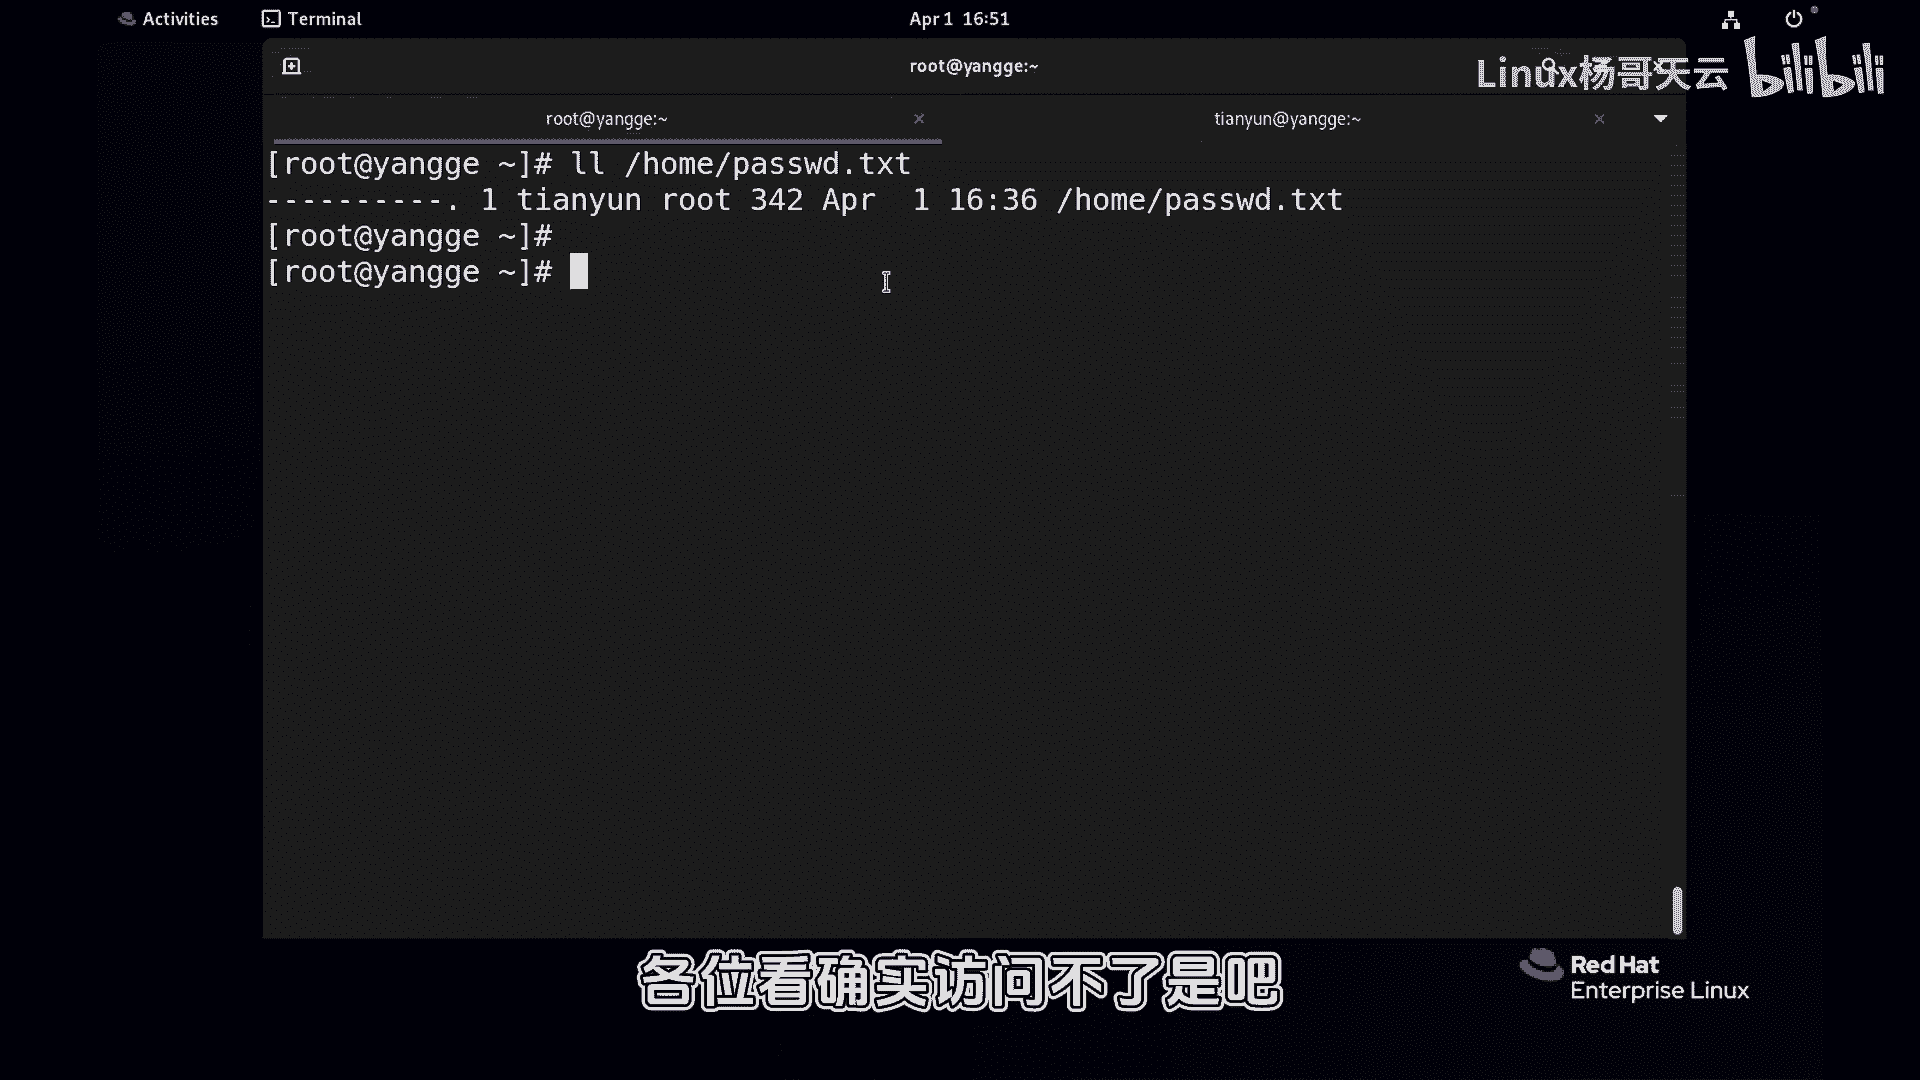 Activities Terminal Apr 1 16:51
root@yangge:~
Linux杨哥天云 bilibili
root@yangge:~ tianyun@yangge:~
[root@yangge ~]# ll /home/passwd.txt
----------. 1 tianyun root 342 Apr  1 16:36 /home/passwd.txt
[root@yangge ~]#
[root@yangge ~]#
各位看确实访问不了是吧
Red Hat
Enterprise Linux